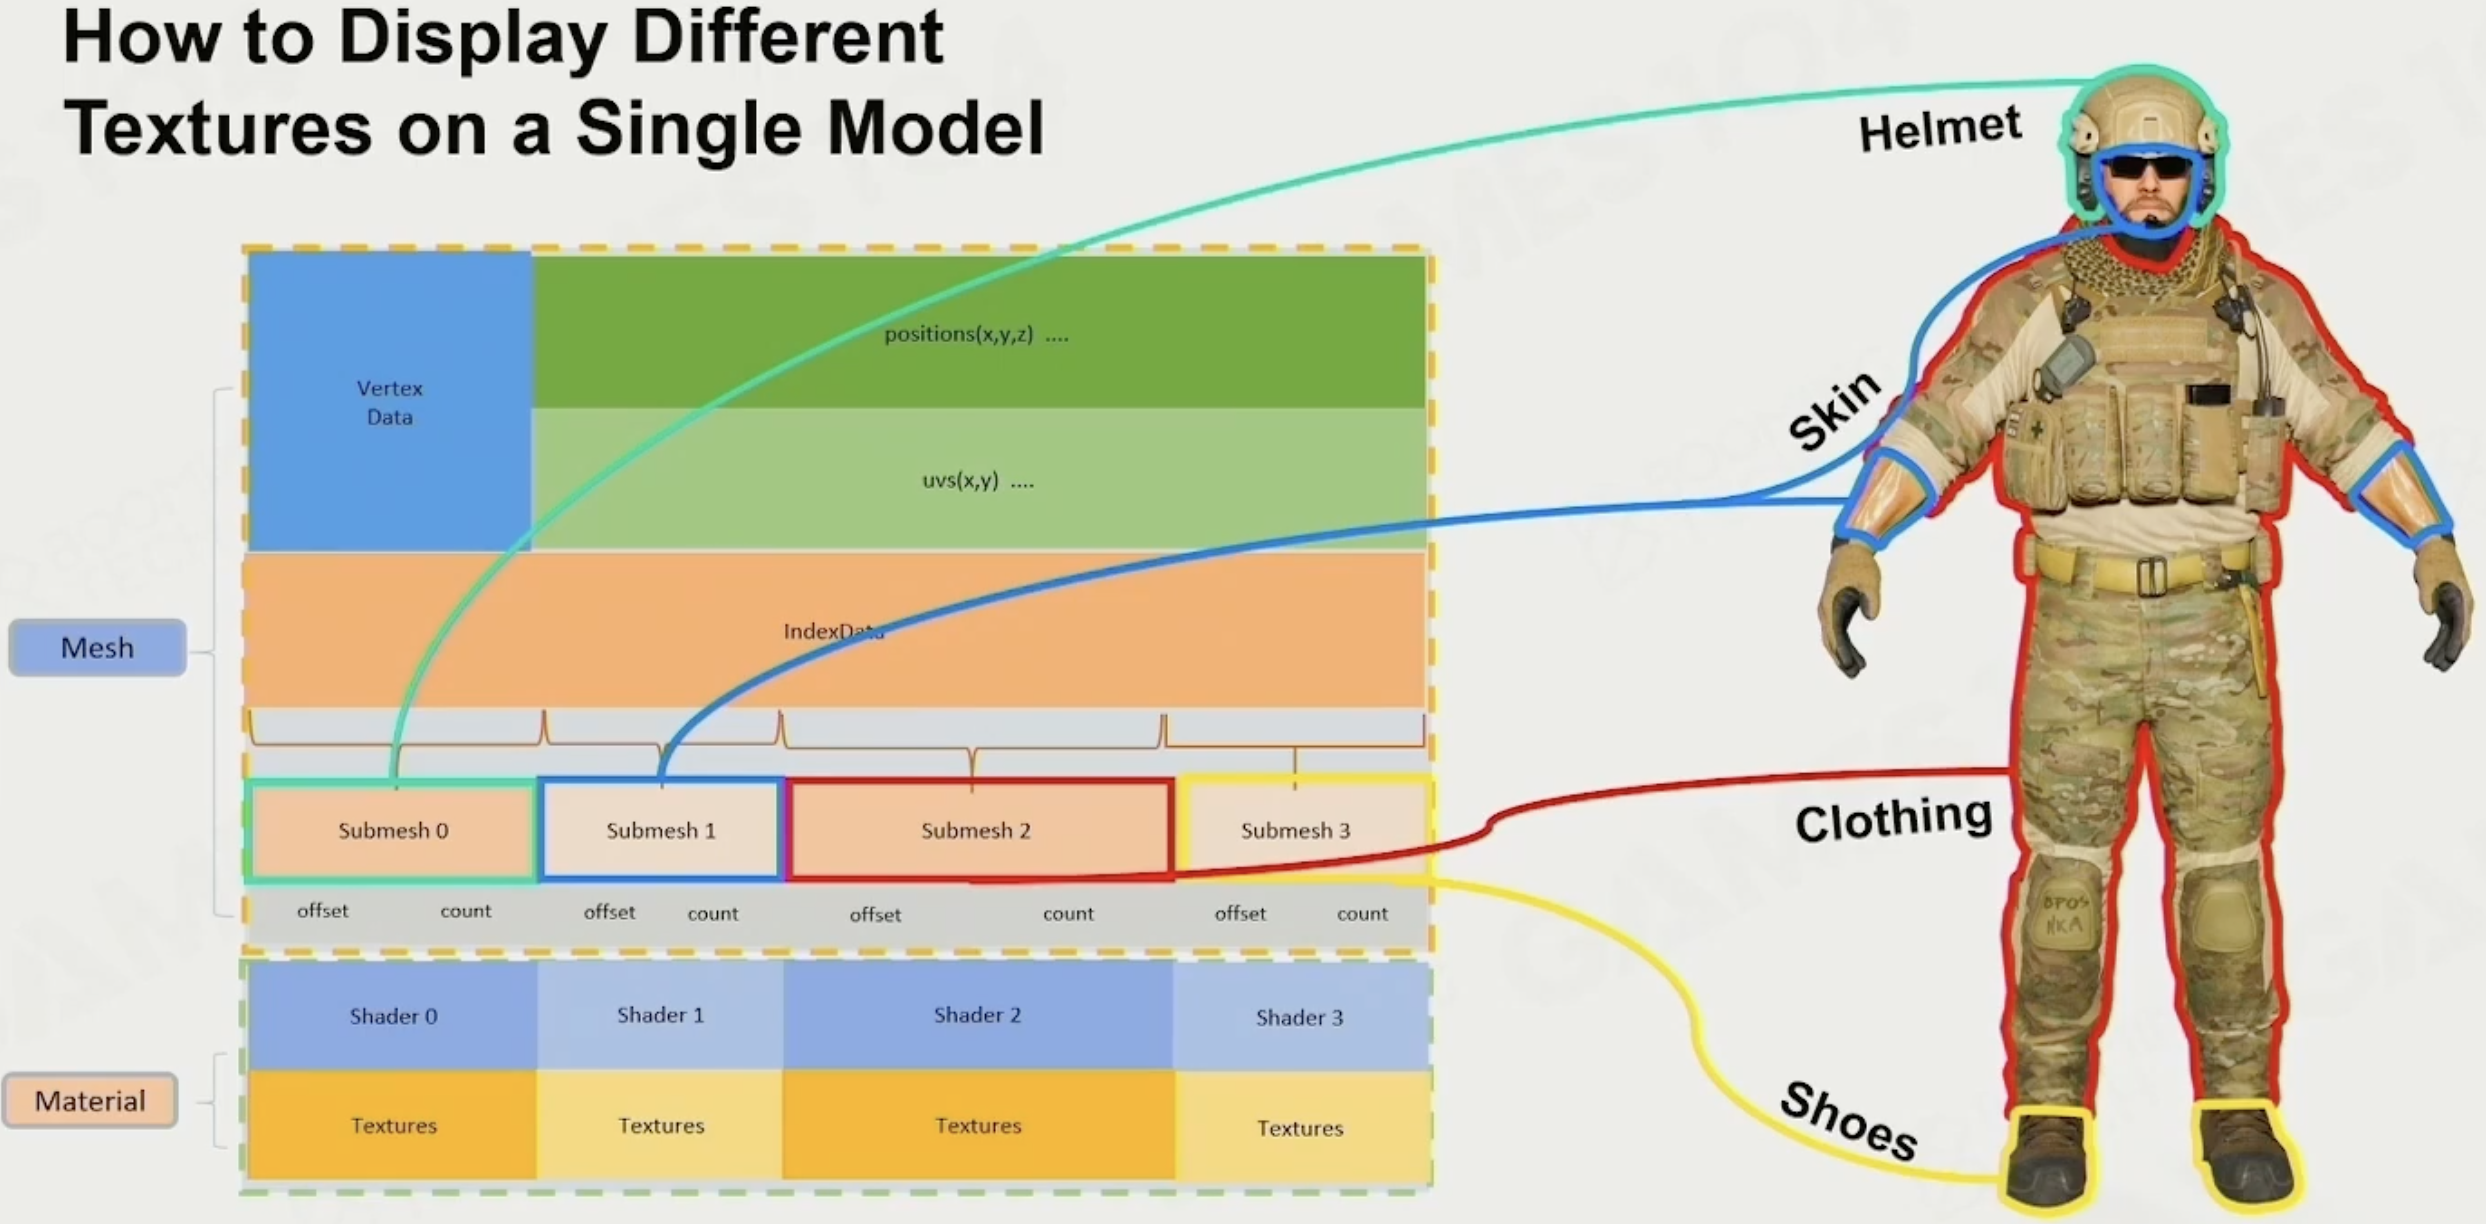 How to Display Different
Textures on a Single Model
Helmet
Skin
Clothing
Shoes
Mesh
Vertex
Data
positions(x,y,z) ....
uvs(x,y) ....
IndexData
Submesh 0
Submesh 1
Submesh 2
Submesh 3
offset count offset count offset count offset count
Material
Shader 0
Shader 1
Shader 2
Shader 3
Textures
Textures
Textures
Textures
BPOS
NKA